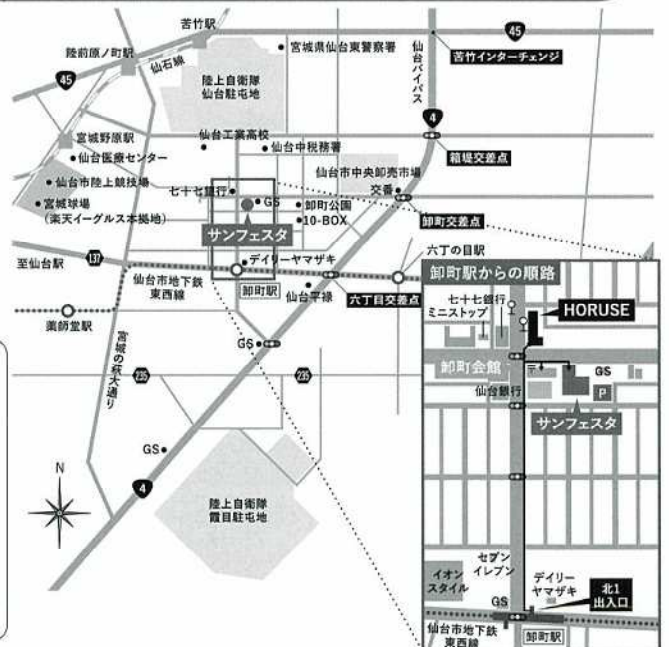 苦竹駅
45
宮城県仙台東警察署
仙台バイパス
苦竹インターチェンジ
陸前原ノ町駅
仙石線
45
陸上自衛隊
仙台駐屯地
4
宮城野原駅
仙台工業高校
仙台中税務署
箱堤交差点
仙台医療センター
仙台市中央卸売市場
仙台市陸上競技場
七十七銀行
交番
GS
卸町公園
宮城球場
(楽天イーグルス本拠地)
10-BOX
卸町交差点
サンフェスタ
六丁の目駅
至仙台駅
137
デイリーヤマザキ
仙台市地下鉄
東西線
卸町駅
仙台平禄
六丁目交差点
薬師堂駅
宮城の萩大通り
GS
235
235
GS
N
4
陸上自衛隊
霞目駐屯地
卸町駅からの順路
七十七銀行
ミニストップ
HORUSE
卸町会館
〒
GS
仙台銀行
P
サンフェスタ
セブン
イレブン
イオン
スタイル
デイリー
ヤマザキ
北1
出入口
GS
仙台市地下鉄
東西線
卸町駅